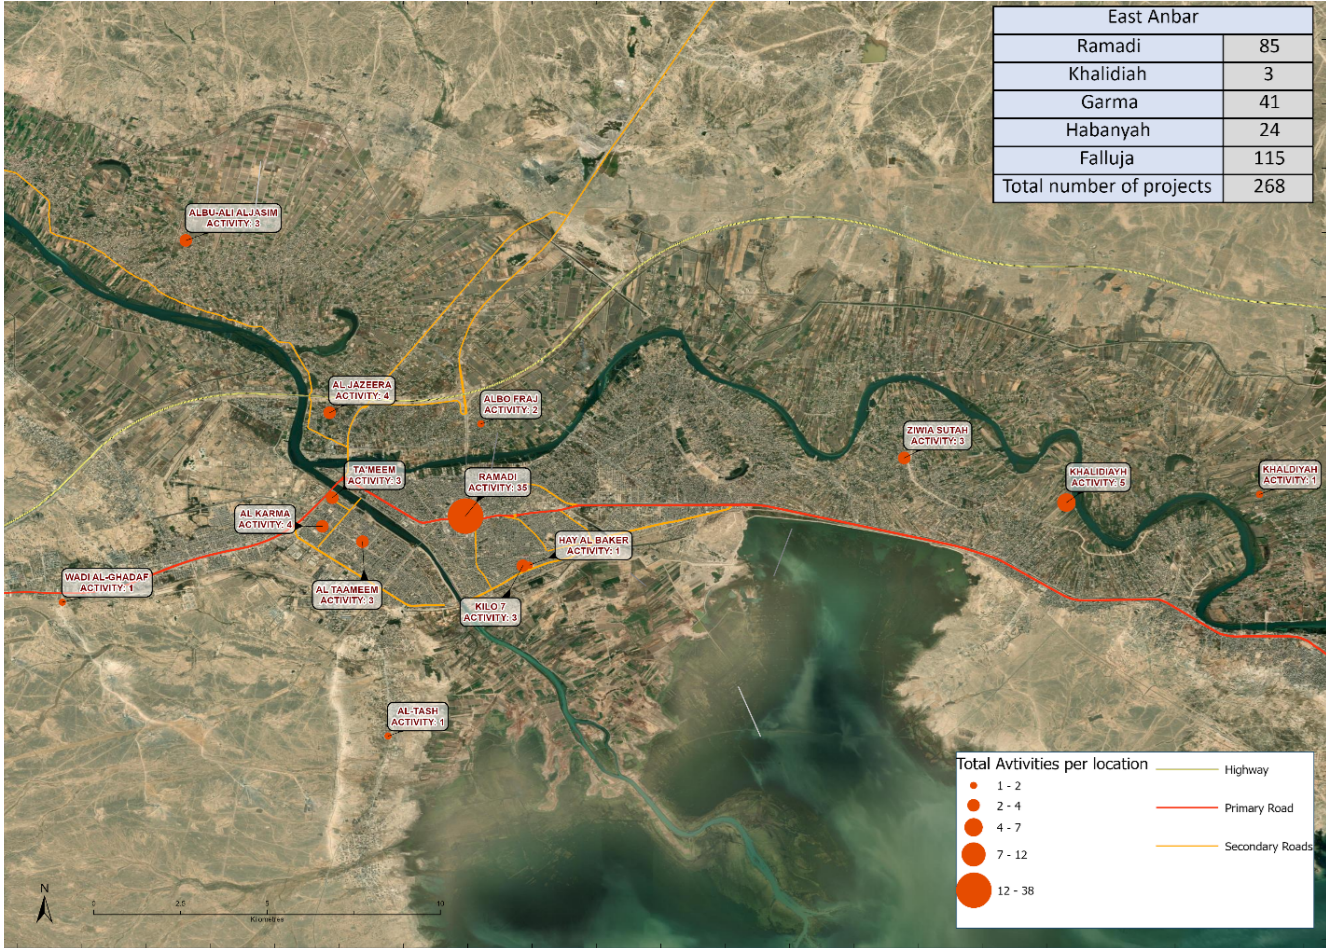 East Anbar
Ramadi 85
Khalidiah 3
Garma 41
Habanyah 24
Falluja 115
Total number of projects 268
ALBU-ALI ALJASIM
ACTIVITY: 3
AL JAZEERA
ACTIVITY: 4
ALBO FRAJ
ACTIVITY: 2
ZIWIA SUTAH
ACTIVITY: 3
TA'MEEM
ACTIVITY: 3
RAMADI
ACTIVITY: 35
KHALIDIAYH
ACTIVITY: 5
KHALDIYAH
ACTIVITY: 1
AL KARMA
ACTIVITY: 4
HAY AL BAKER
ACTIVITY: 1
WADI AL-GHADAF
ACTIVITY: 1
AL TAAMEEM
ACTIVITY: 3
KILO 7
ACTIVITY: 3
AL-TASH
ACTIVITY: 1
Total Avtivities per location
1 - 2
2 - 4
4 - 7
7 - 12
12 - 38
Highway
Primary Road
Secondary Roads
N
0 2.5 5 10
Kilometres